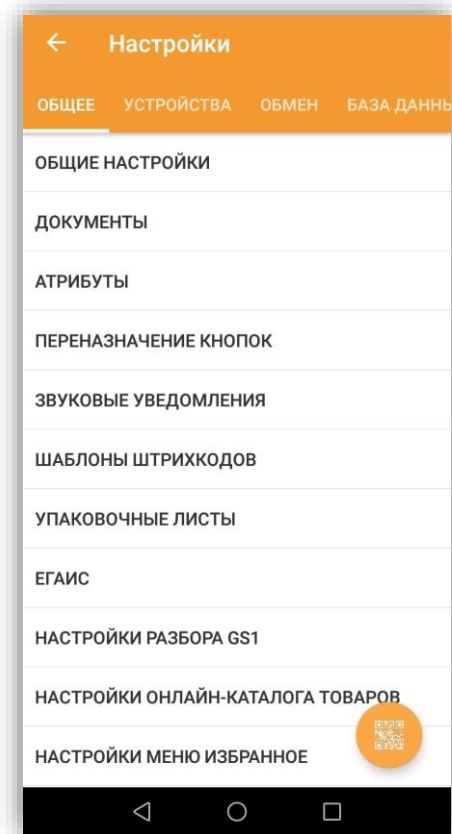 Настройки
ОБЩЕЕ УСТРОЙСТВА ОБМЕН БАЗА ДАННЫ
ОБЩИЕ НАСТРОЙКИ
ДОКУМЕНТЫ
АТРИБУТЫ
ПЕРЕНАЗНАЧЕНИЕ КНОПОК
ЗВУКОВЫЕ УВЕДОМЛЕНИЯ
ШАБЛОНЫ ШТРИХКОДОВ
УПАКОВОЧНЫЕ ЛИСТЫ
ЕГАИС
НАСТРОЙКИ РАЗБОРА GS1
НАСТРОЙКИ ОНЛАЙН-КАТАЛОГА ТОВАРОВ
НАСТРОЙКИ МЕНЮ ИЗБРАННОЕ